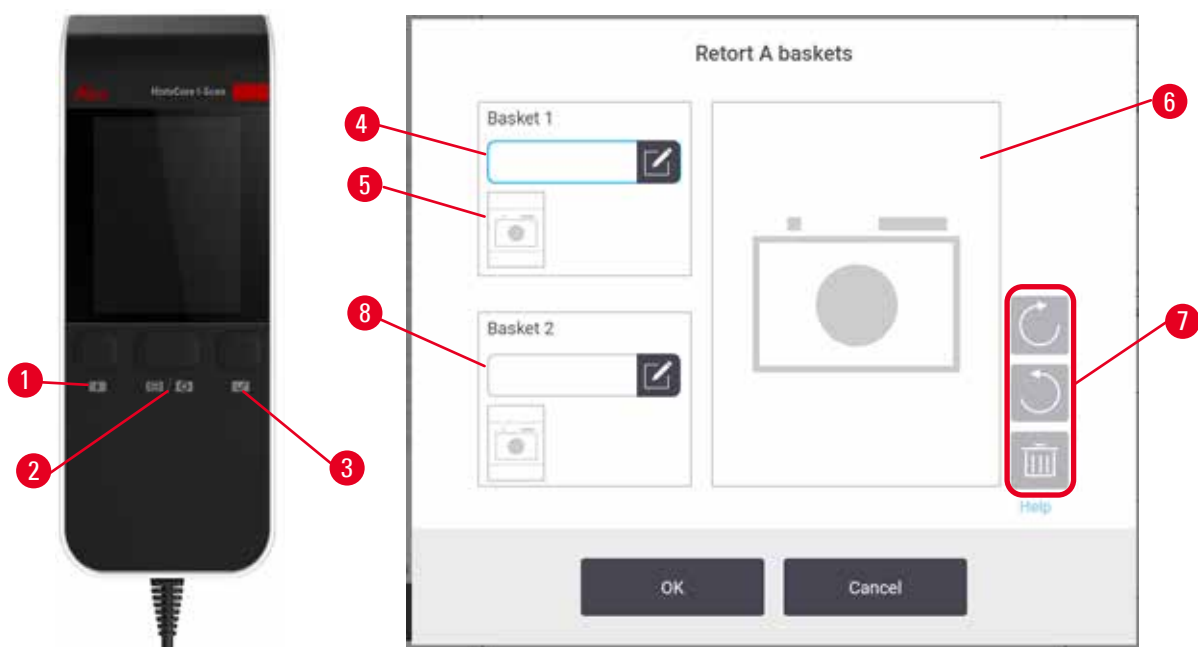 Leica
HistoCore I-Scan
1
2
3
Retort A baskets
Basket 1
4
5
6
Basket 2
8
7
Help
OK
Cancel